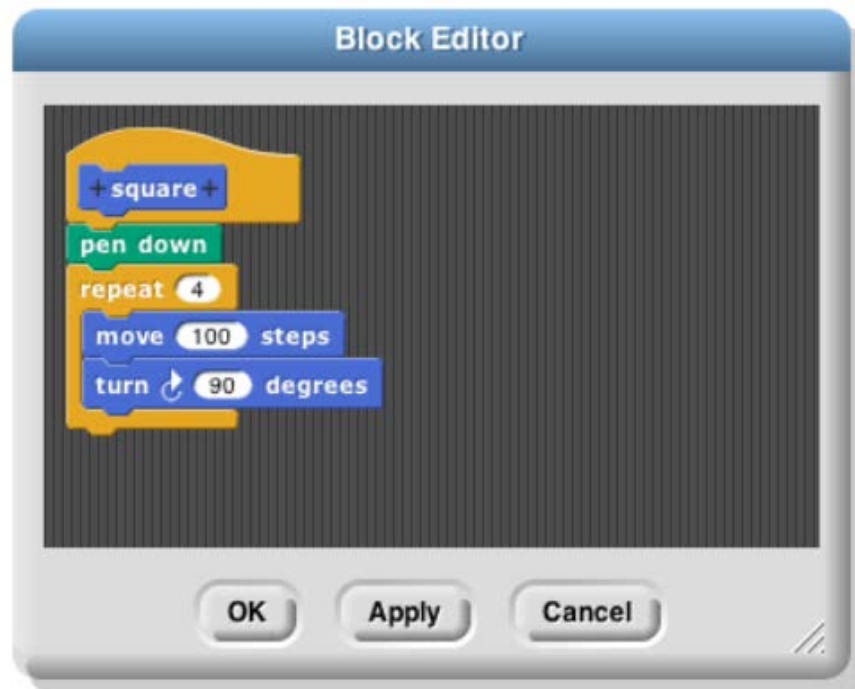 Block Editor
+ square +
pen down
repeat 4
move 100 steps
turn 90 degrees
OK Apply Cancel